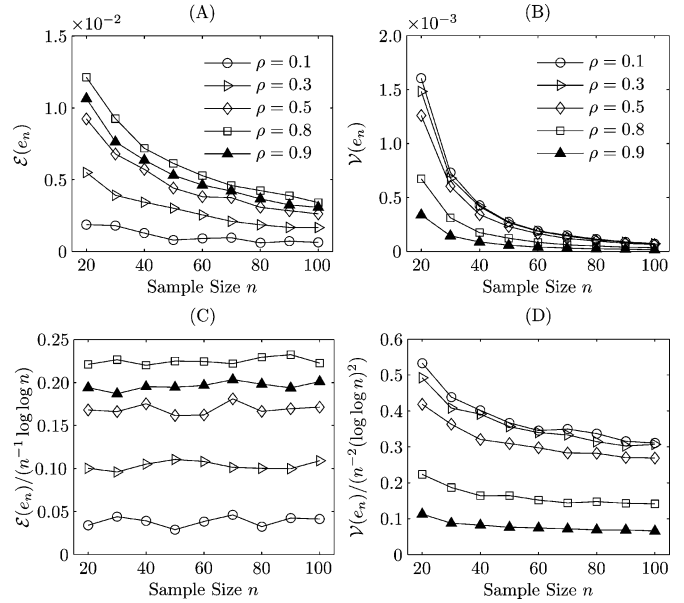 (A)
×10⁻²
1.5
1.0
0.5
0
20 40 60 80 100
Sample Size n
ℰ(eₙ)
ρ = 0.1
ρ = 0.3
ρ = 0.5
ρ = 0.8
ρ = 0.9
(B)
×10⁻³
2.0
1.5
1.0
0.5
0
20 40 60 80 100
Sample Size n
𝒱(eₙ)
ρ = 0.1
ρ = 0.3
ρ = 0.5
ρ = 0.8
ρ = 0.9
(C)
0.25
0.20
0.15
0.10
0.05
0
20 40 60 80 100
Sample Size n
ℰ(eₙ)/(n⁻¹ log log n)
(D)
0.6
0.5
0.4
0.3
0.2
0.1
0
20 40 60 80 100
Sample Size n
𝒱(eₙ)/(n⁻²(log log n)²)